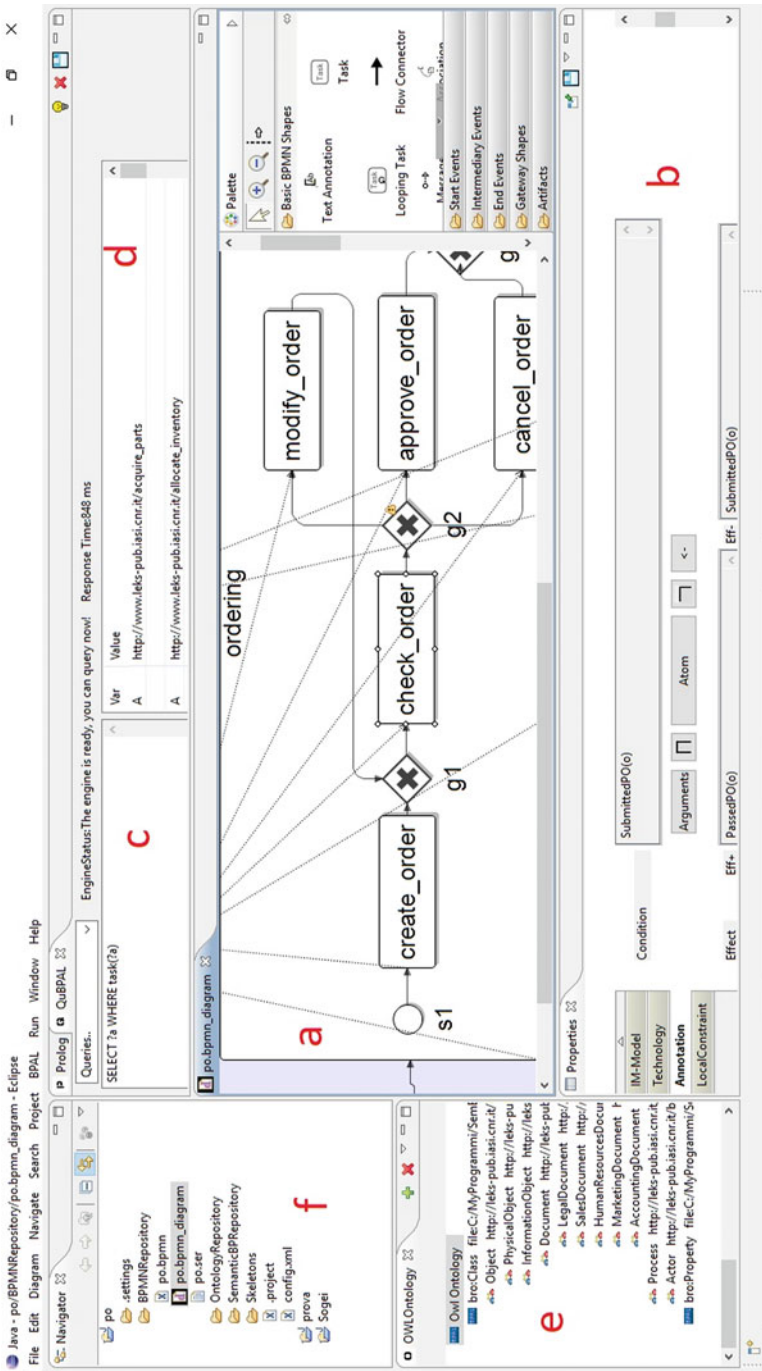 Java - po/BPMNRepository/po.bpmn_diagram - Eclipse
File Edit Diagram Navigate Search Project BPAL Run Window Help
Navigator
po
.settings
BPMNRepository
po.bpmn
po.bpmn_diagram
po.ser
OntologyRepository
SemanticBPRepository
Skeletons
.project
config.xml
prova
Sogei
f
OWLOntology
Owl Ontology
bro:Class file:C:/MyProgrammi/SemB
Object http://leks-pub.iasi.cnr.it/
PhysicalObject http://leks-pu
InformationObject http://leks
Document http://leks-pub
LegalDocument http:/
SalesDocument http:/
HumanResourcesDocur
MarketingDocument
AccountingDocument
Process http://leks-pub.iasi.cnr.it
Actor http://leks-pub.iasi.cnr.it/b
bro:Property file:C:/MyProgrammi/S
e
Prolog QuBPAL
Queries.. EngineStatus:The engine is ready, you can query now! Response Time:848 ms
SELECT ?a WHERE task(?a)
c
Var Value
A http://www.leks-pub.iasi.cnr.it/acquire_parts
A http://www.leks-pub.iasi.cnr.it/allocate_inventory
d
po.bpmn_diagram
a
ordering
s1
create_order
g1
check_order
g2
modify_order
approve_order
cancel_order
g
Palette
Basic BPMN Shapes
Text Annotation
Task
Task
Looping Task
Task
Flow Connector
Start Events
Intermediary Events
End Events
Gateway Shapes
Artifacts
Properties
IM-Model
Technology
Annotation
LocalConstraint
Condition SubmittedPO(o)
Arguments Atom <-
Effect Eff+ PassedPO(o) Eff- SubmittedPO(o)
b